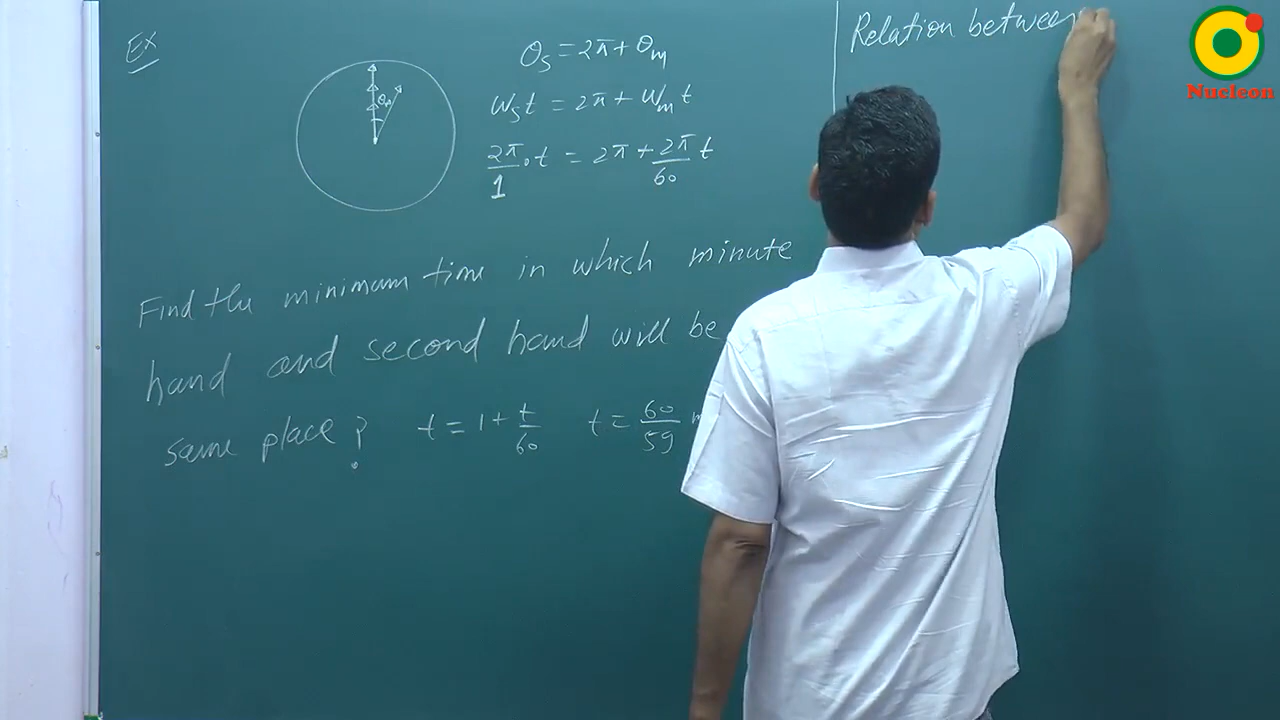 Ex
θs = 2π + θm
ωst = 2π + ωm t
2π/1 · t = 2π + 2π/60 t
Find the minimum time in which minute
hand and second hand will be
same place? t = 1 + t/60 t = 60/59
Relation between
Nucleon